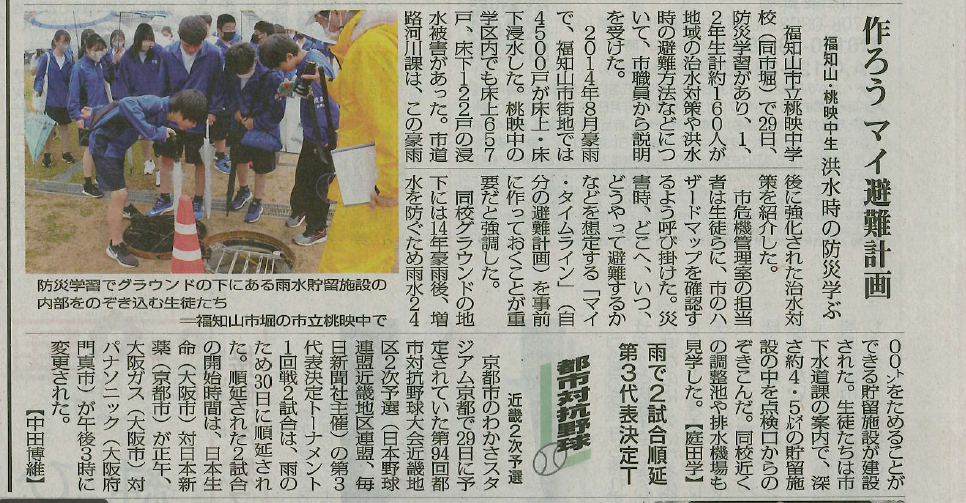 作ろう マイ避難計画
福知山・桃映中生 洪水時の防災学ぶ
福知山市立桃映中学
校(同市堀)で29日、
防災学習があり、1、
2年生計約160人が
地域の治水対策や洪水
時の避難方法などにつ
いて、市職員から説明
を受けた。
2014年8月豪雨
で、福知山市街地では
4500戸が床上・床
下浸水した。桃映中の
学区内でも床上657
戸、床下122戸の浸
水被害があった。市道
路河川課は、この豪雨
後に強化された治水対
策を紹介した。
市危機管理室の担当
者は生徒らに、市のハ
ザードマップを確認す
るよう呼び掛けた。災
害時、どこへ、いつ、
どうやって避難するか
などを想定する「マイ
・タイムライン」(自
分の避難計画)を事前
に作っておくことが重
要だと強調した。
同校グラウンドの地
下には14年豪雨後、増
水を防ぐため雨水24
00㌧をためることが
できる貯留施設が建設
された。生徒たちは市
下水道課の案内で、深
さ約4・5㍍の貯留施
設の中を点検口からの
ぞきこんだ。同校近く
の調整池や排水機場も
見学した。【庭田学】
防災学習でグラウンドの下にある雨水貯留施設の
内部をのぞき込む生徒たち
=福知山市堀の市立桃映中で
雨で2試合順延
第3代表決定T
都市対抗野球
近畿2次予選
京都市のわかさスタ
ジアム京都で29日に予
定されていた第94回都
市対抗野球大会近畿地
区2次予選(日本野球
連盟近畿地区連盟、毎
日新聞社主催)の第3
代表決定トーナメント
1回戦2試合は、雨の
ため30日に順延され
た。順延された2試合
の開始時間は、日本生
命(大阪市)対日本新
薬(京都市)が正午、
大阪ガス(大阪市)対
パナソニック(大阪府
門真市)が午後3時に
変更された。
【中田博維】